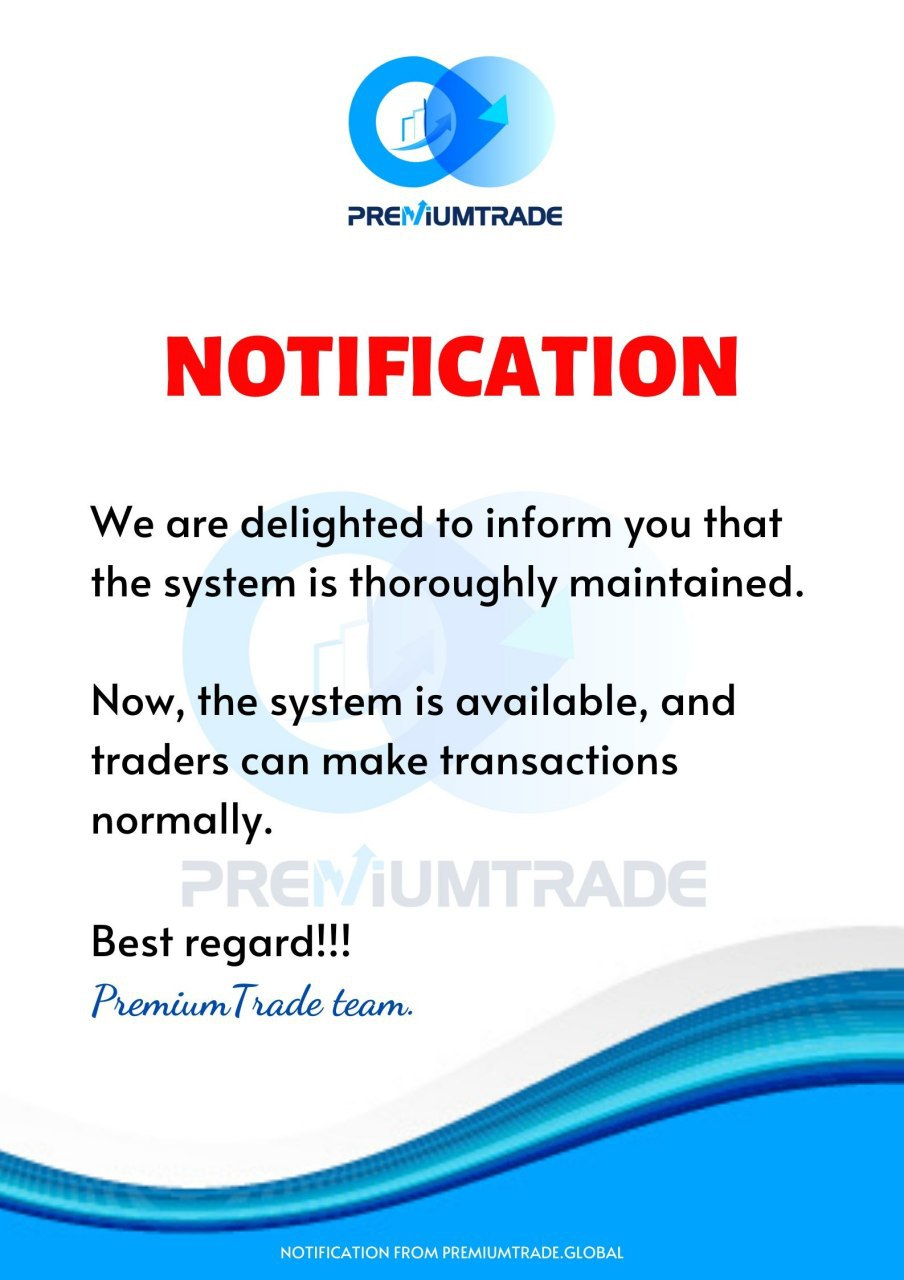 PREMIUMTRADE
NOTIFICATION
We are delighted to inform you that
the system is thoroughly maintained.
Now, the system is available, and
traders can make transactions
normally.
PREMIUMTRADE
Best regard!!!
PremiumTrade team.
NOTIFICATION FROM PREMIUMTRADE.GLOBAL